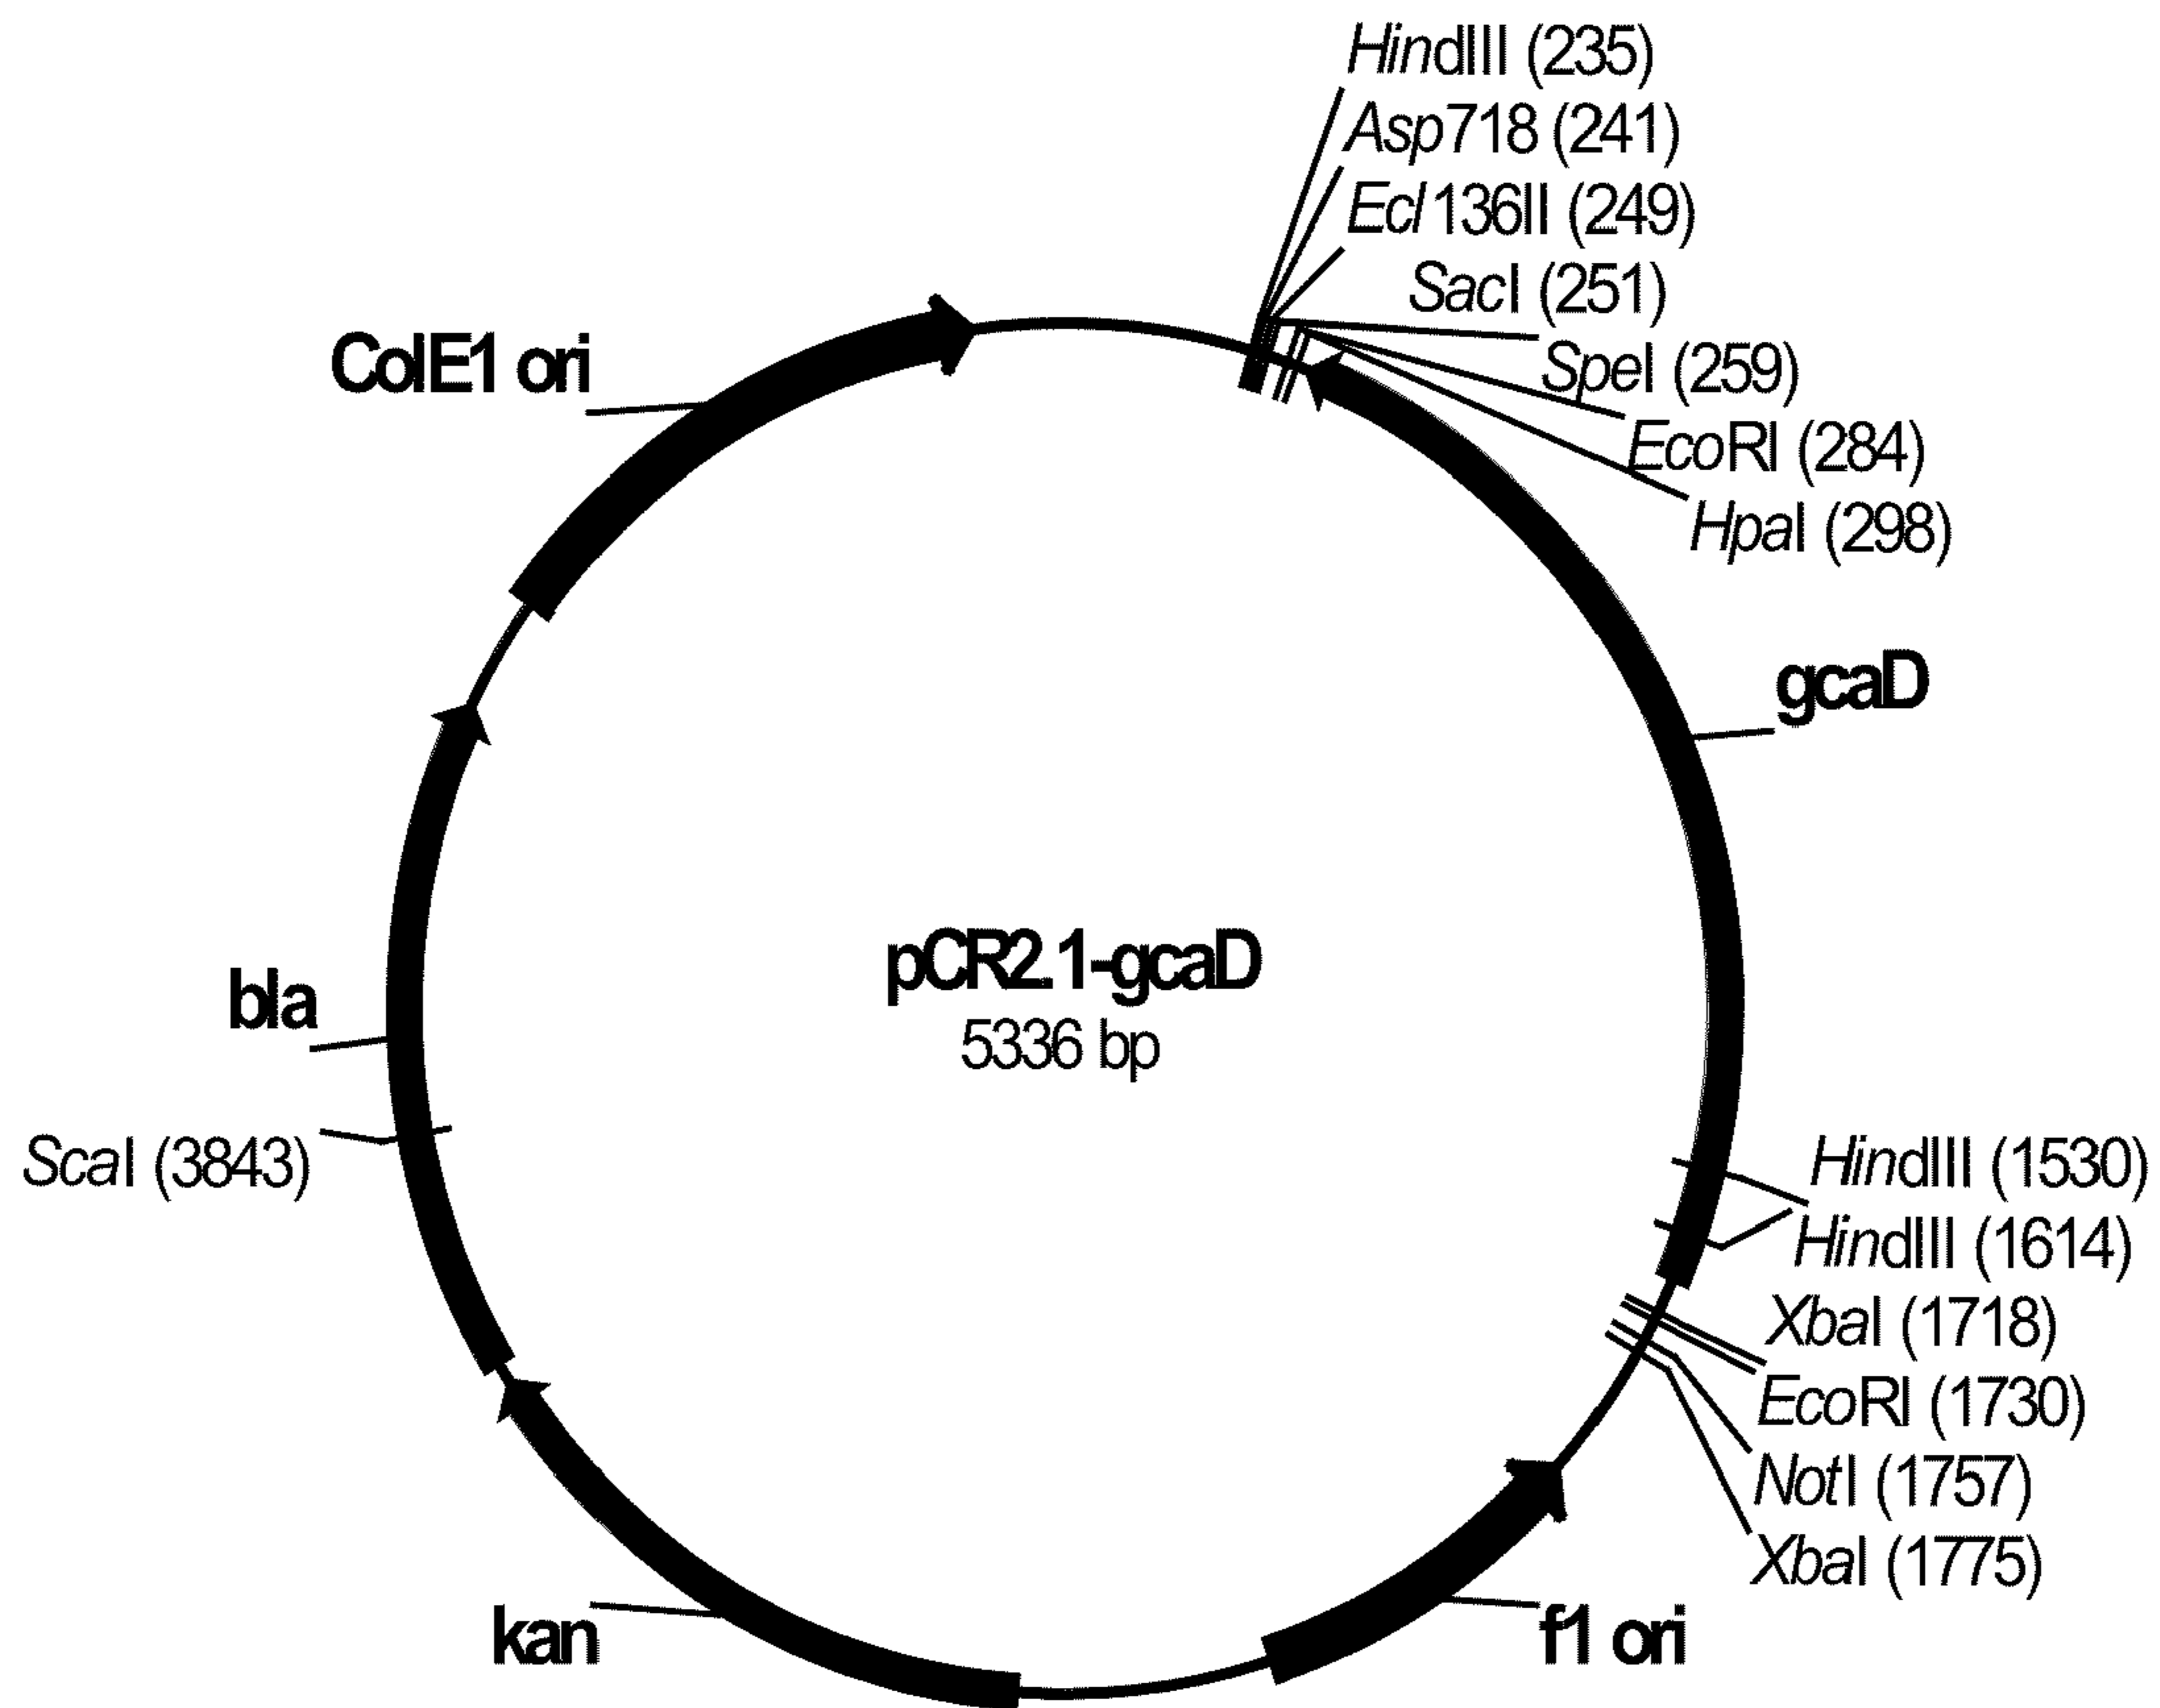 HindIII (235)
Asp718 (241)
Ecl136II (249)
SacI (251)
SpeI (259)
EcoRI (284)
HpaI (298)
ColE1 ori
gcaD
pCR2.1-gcaD
5336 bp
bla
ScaI (3843)
HindIII (1530)
HindIII (1614)
XbaI (1718)
EcoRI (1730)
NotI (1757)
XbaI (1775)
kan
f1 ori